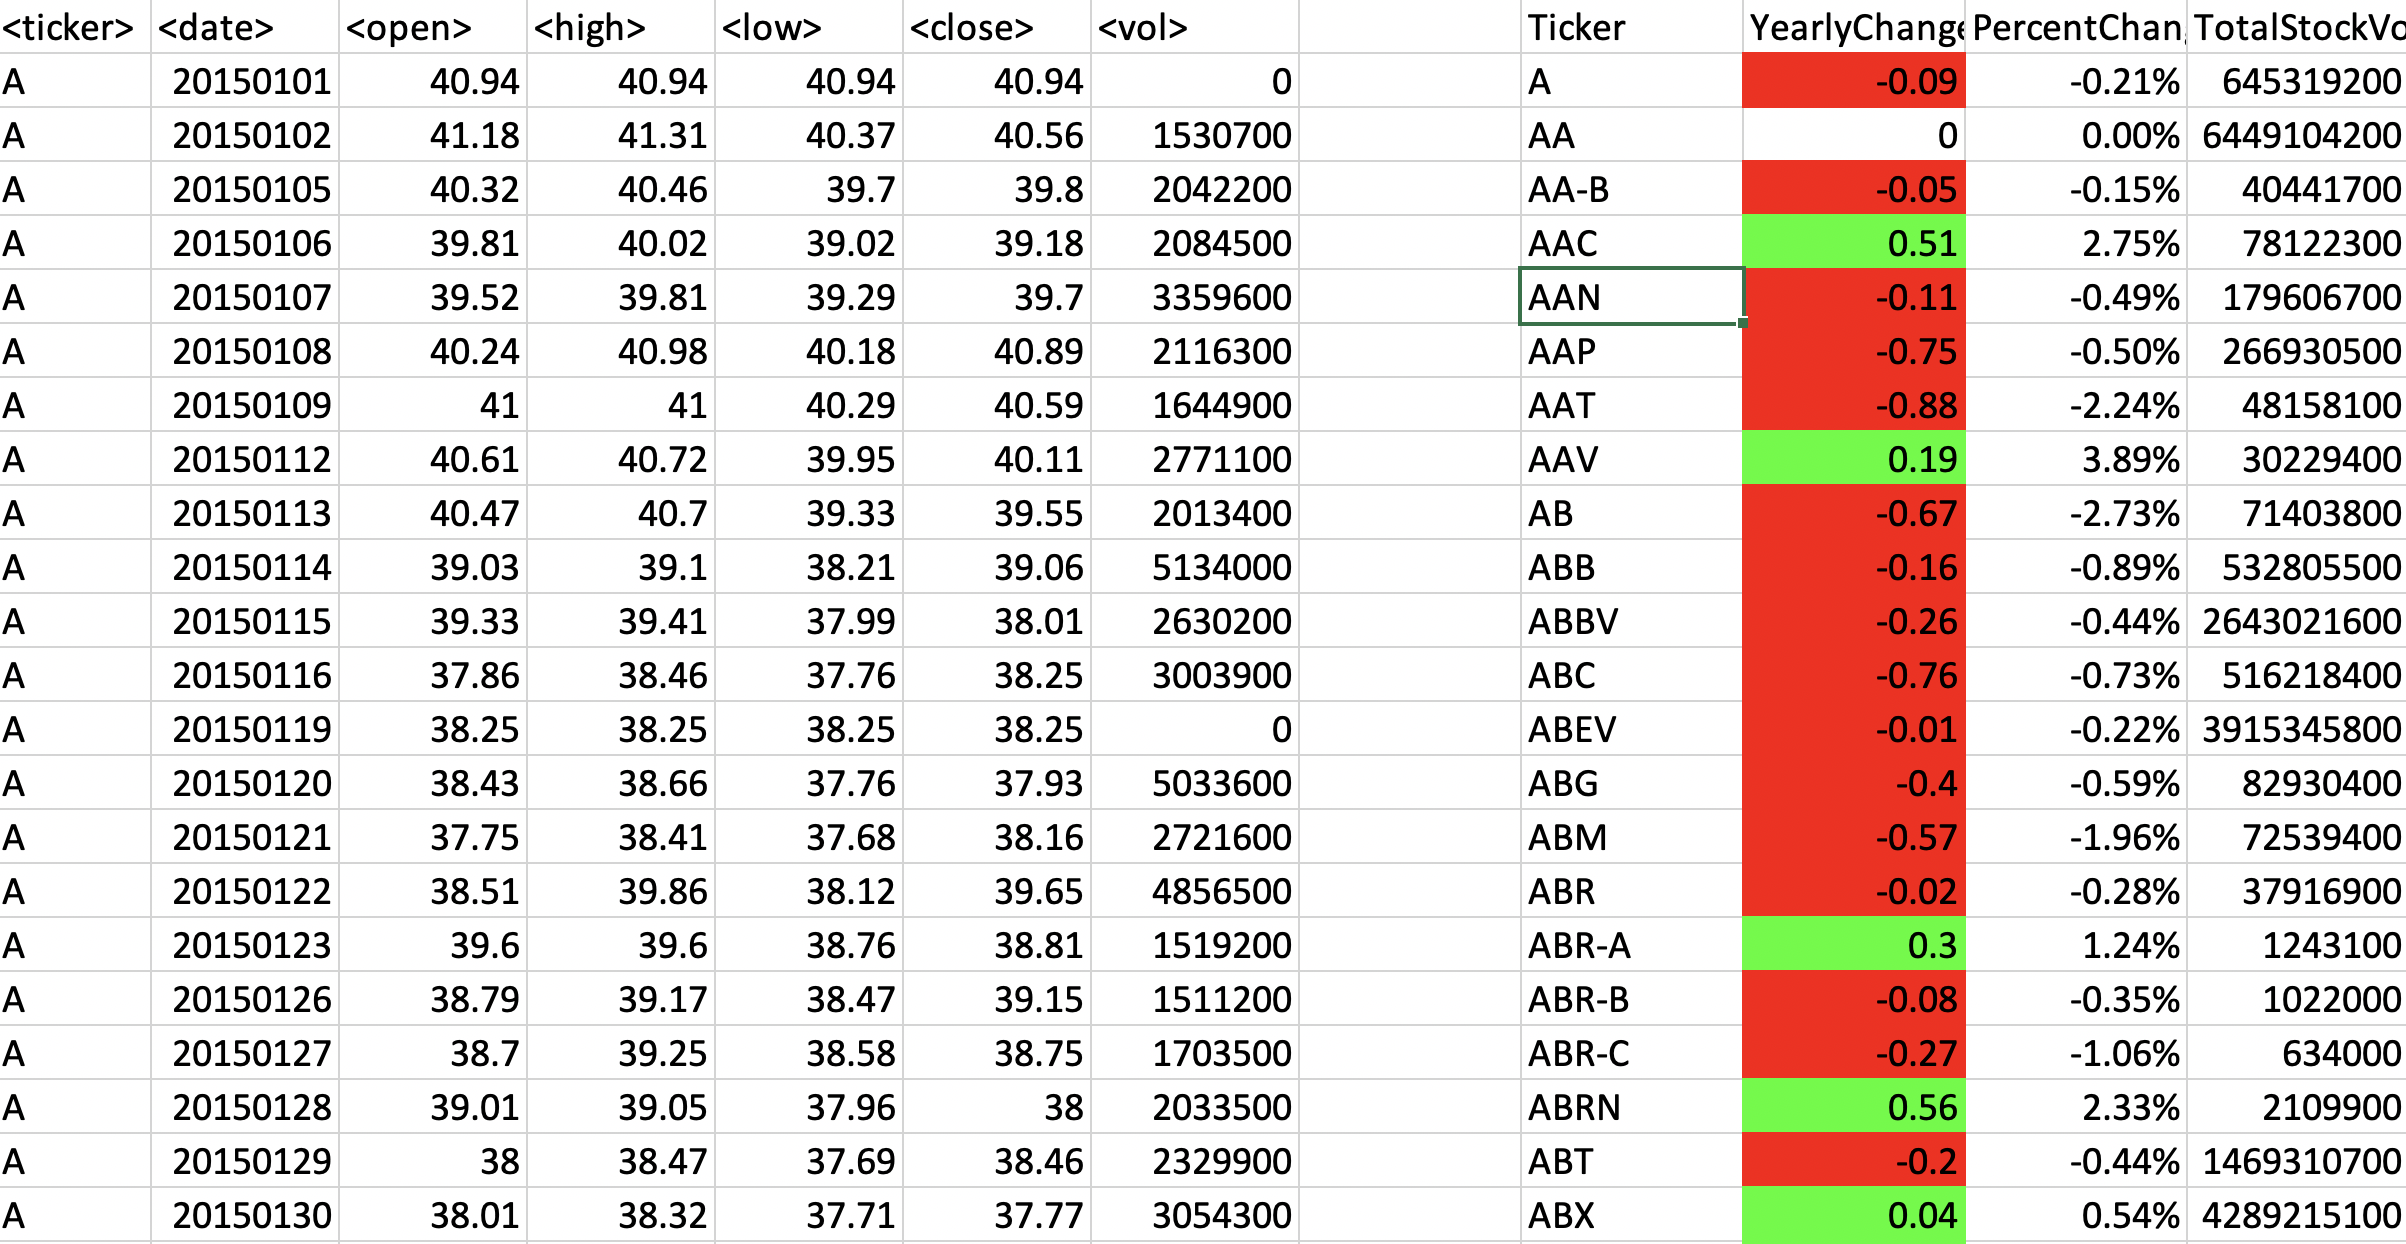 <ticker> <date> <open> <high> <low> <close> <vol> Ticker YearlyChange PercentChan TotalStockVo
A 20150101 40.94 40.94 40.94 40.94 0 A -0.09 -0.21% 645319200
A 20150102 41.18 41.31 40.37 40.56 1530700 AA 0 0.00% 6449104200
A 20150105 40.32 40.46 39.7 39.8 2042200 AA-B -0.05 -0.15% 40441700
A 20150106 39.81 40.02 39.02 39.18 2084500 AAC 0.51 2.75% 78122300
A 20150107 39.52 39.81 39.29 39.7 3359600 AAN -0.11 -0.49% 179606700
A 20150108 40.24 40.98 40.18 40.89 2116300 AAP -0.75 -0.50% 266930500
A 20150109 41 41 40.29 40.59 1644900 AAT -0.88 -2.24% 48158100
A 20150112 40.61 40.72 39.95 40.11 2771100 AAV 0.19 3.89% 30229400
A 20150113 40.47 40.7 39.33 39.55 2013400 AB -0.67 -2.73% 71403800
A 20150114 39.03 39.1 38.21 39.06 5134000 ABB -0.16 -0.89% 532805500
A 20150115 39.33 39.41 37.99 38.01 2630200 ABBV -0.26 -0.44% 2643021600
A 20150116 37.86 38.46 37.76 38.25 3003900 ABC -0.76 -0.73% 516218400
A 20150119 38.25 38.25 38.25 38.25 0 ABEV -0.01 -0.22% 3915345800
A 20150120 38.43 38.66 37.76 37.93 5033600 ABG -0.4 -0.59% 82930400
A 20150121 37.75 38.41 37.68 38.16 2721600 ABM -0.57 -1.96% 72539400
A 20150122 38.51 39.86 38.12 39.65 4856500 ABR -0.02 -0.28% 37916900
A 20150123 39.6 39.6 38.76 38.81 1519200 ABR-A 0.3 1.24% 1243100
A 20150126 38.79 39.17 38.47 39.15 1511200 ABR-B -0.08 -0.35% 1022000
A 20150127 38.7 39.25 38.58 38.75 1703500 ABR-C -0.27 -1.06% 634000
A 20150128 39.01 39.05 37.96 38 2033500 ABRN 0.56 2.33% 2109900
A 20150129 38 38.47 37.69 38.46 2329900 ABT -0.2 -0.44% 1469310700
A 20150130 38.01 38.32 37.71 37.77 3054300 ABX 0.04 0.54% 4289215100